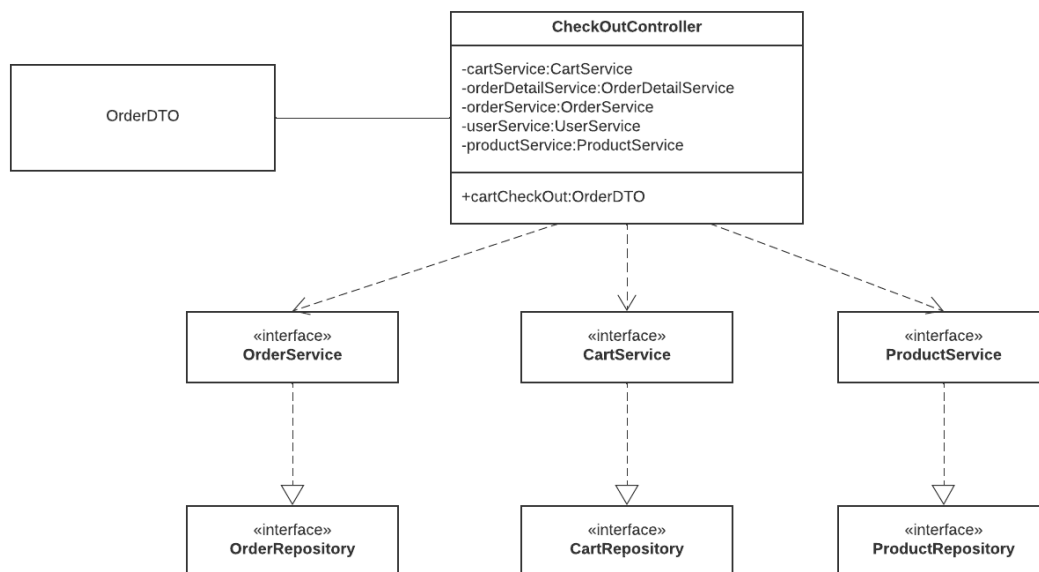 CheckOutController
-cartService:CartService
-orderDetailService:OrderDetailService
-orderService:OrderService
-userService:UserService
-productService:ProductService
+cartCheckOut:OrderDTO
OrderDTO
«interface»
OrderService
«interface»
CartService
«interface»
ProductService
«interface»
OrderRepository
«interface»
CartRepository
«interface»
ProductRepository